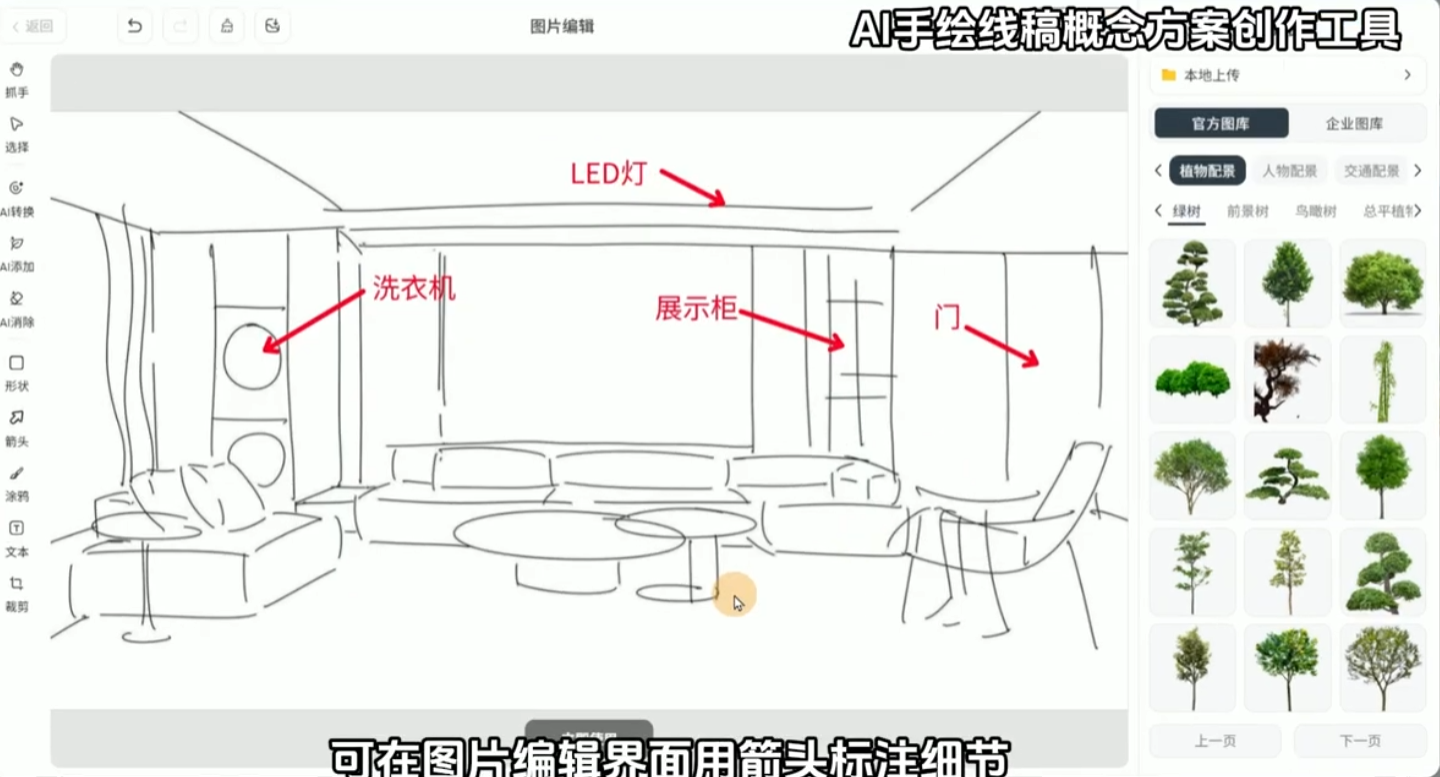 返回
图片编辑
AI手绘线稿概念方案创作工具
抓手
选择
AI转换
AI添加
AI消除
形状
箭头
涂鸦
文本
裁剪
LED灯
洗衣机
展示柜
门
本地上传
官方图库
企业图库
植物配景
人物配景
交通配景
绿树
前景树
鸟瞰树
总平植物
上一页
下一页
可在图片编辑界面用箭头标注细节